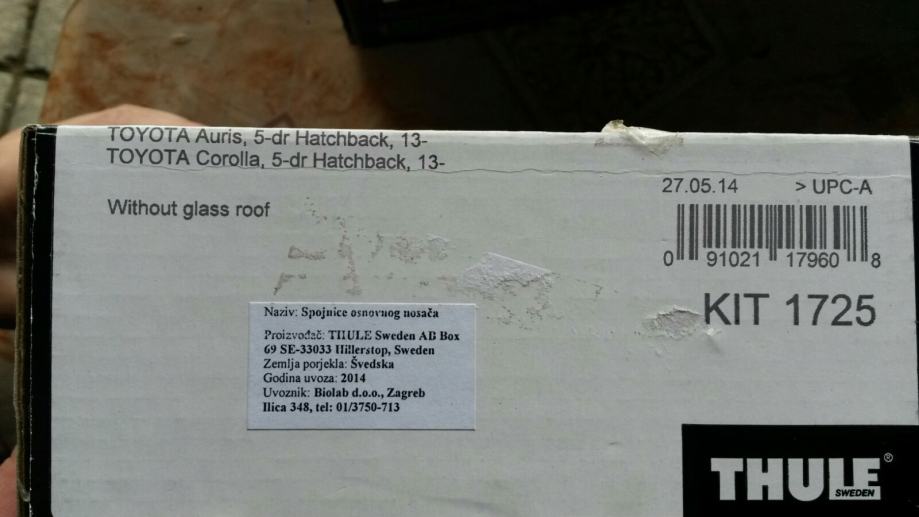 TOYOTA Auris, 5-dr Hatchback, 13-
TOYOTA Corolla, 5-dr Hatchback, 13-
Without glass roof
27.05.14 > UPC-A
0 91021 17960 8
KIT 1725
Naziv: Spojnice osnovnog nosača
Proizvođač: THULE Sweden AB Box
69 SE-33033 Hillerstop, Sweden
Zemlja porjekla: Švedska
Godina uvoza: 2014
Uvoznik: Biolab d.o.o., Zagreb
Ilica 348, tel: 01/3750-713
THULE®
SWEDEN